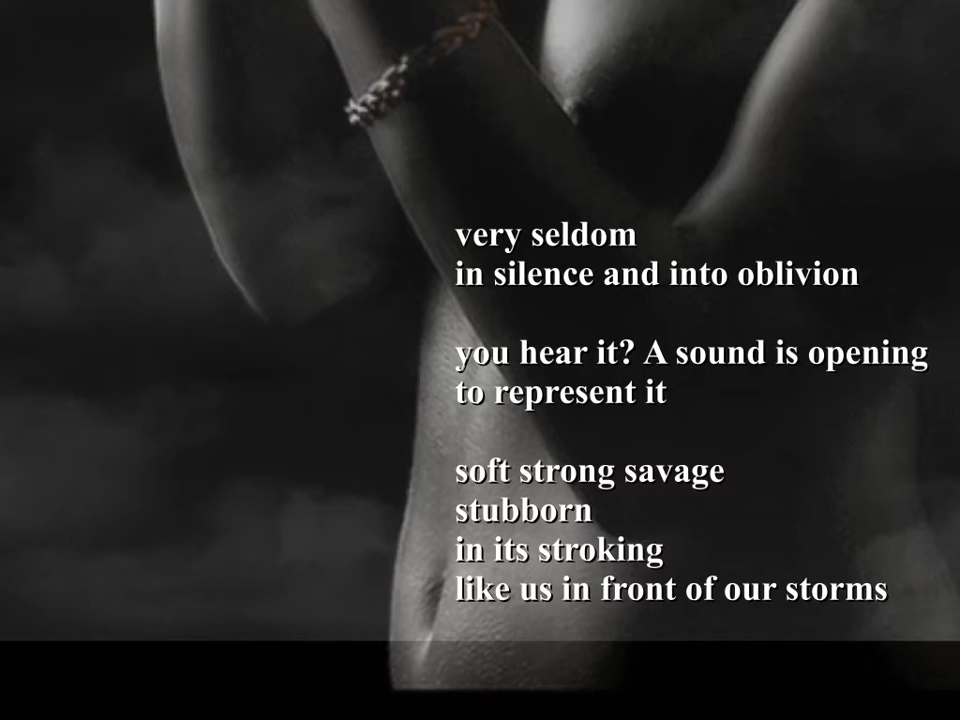 very seldom
in silence and into oblivion
you hear it? A sound is opening
to represent it
soft strong savage
stubborn
in its stroking
like us in front of our storms